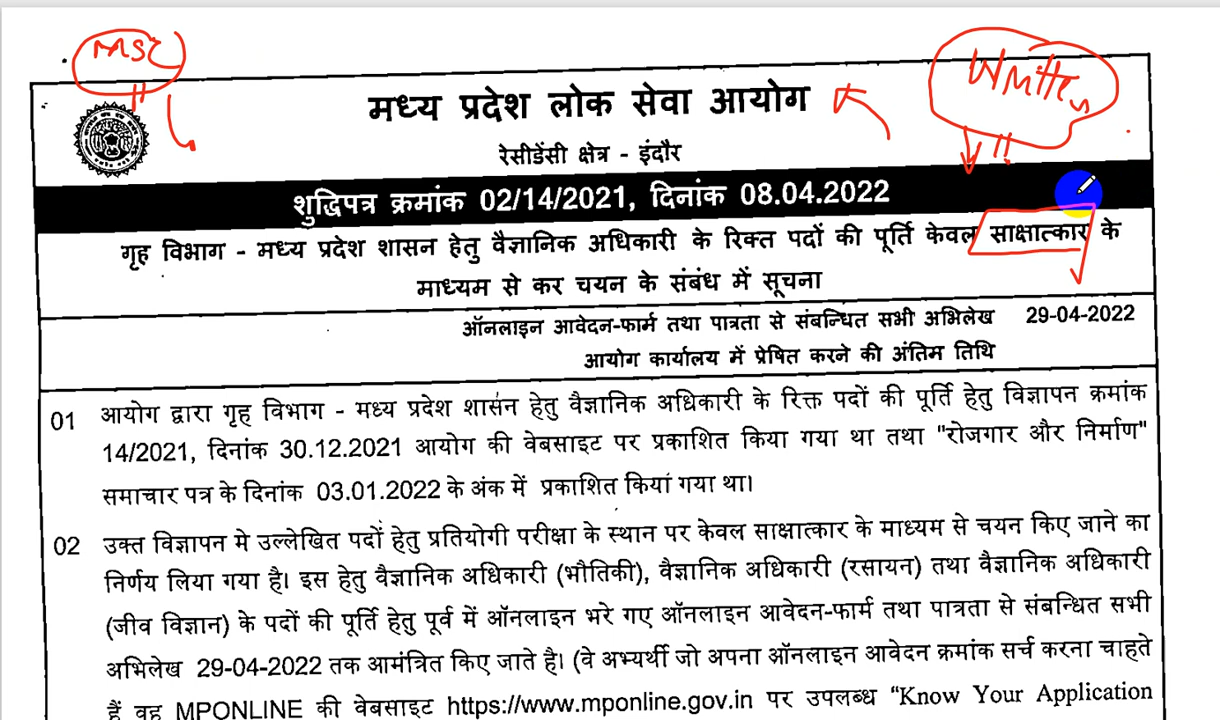 MSC
Written
मध्य प्रदेश लोक सेवा आयोग
रेसीडेंसी क्षेत्र - इंदौर
शुद्धिपत्र क्रमांक 02/14/2021, दिनांक 08.04.2022
गृह विभाग - मध्य प्रदेश शासन हेतु वैज्ञानिक अधिकारी के रिक्त पदों की पूर्ति केवल साक्षात्कार के
माध्यम से कर चयन के संबंध में सूचना
ऑनलाइन आवेदन-फार्म तथा पात्रता से संबन्धित सभी अभिलेख 29-04-2022
आयोग कार्यालय में प्रेषित करने की अंतिम तिथि
01 आयोग द्वारा गृह विभाग - मध्य प्रदेश शासन हेतु वैज्ञानिक अधिकारी के रिक्त पदों की पूर्ति हेतु विज्ञापन क्रमांक
14/2021, दिनांक 30.12.2021 आयोग की वेबसाइट पर प्रकाशित किया गया था तथा "रोजगार और निर्माण"
समाचार पत्र के दिनांक 03.01.2022 के अंक में प्रकाशित किया गया था।
02 उक्त विज्ञापन मे उल्लेखित पदों हेतु प्रतियोगी परीक्षा के स्थान पर केवल साक्षात्कार के माध्यम से चयन किए जाने का
निर्णय लिया गया है। इस हेतु वैज्ञानिक अधिकारी (भौतिकी), वैज्ञानिक अधिकारी (रसायन) तथा वैज्ञानिक अधिकारी
(जीव विज्ञान) के पदों की पूर्ति हेतु पूर्व में ऑनलाइन भरे गए ऑनलाइन आवेदन-फार्म तथा पात्रता से संबन्धित सभी
अभिलेख 29-04-2022 तक आमंत्रित किए जाते है। (वे अभ्यर्थी जो अपना ऑनलाइन आवेदन क्रमांक सर्च करना चाहते
हैं वह MPONLINE की वेबसाइट https://www.mponline.gov.in पर उपलब्ध "Know Your Application